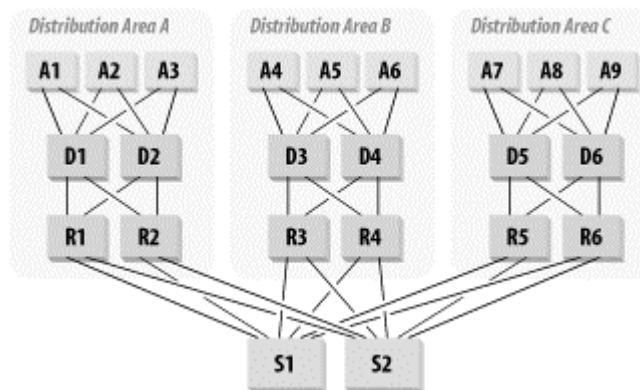 Distribution Area A Distribution Area B Distribution Area C
A1 A2 A3 A4 A5 A6 A7 A8 A9
D1 D2 D3 D4 D5 D6
R1 R2 R3 R4 R5 R6
S1 S2